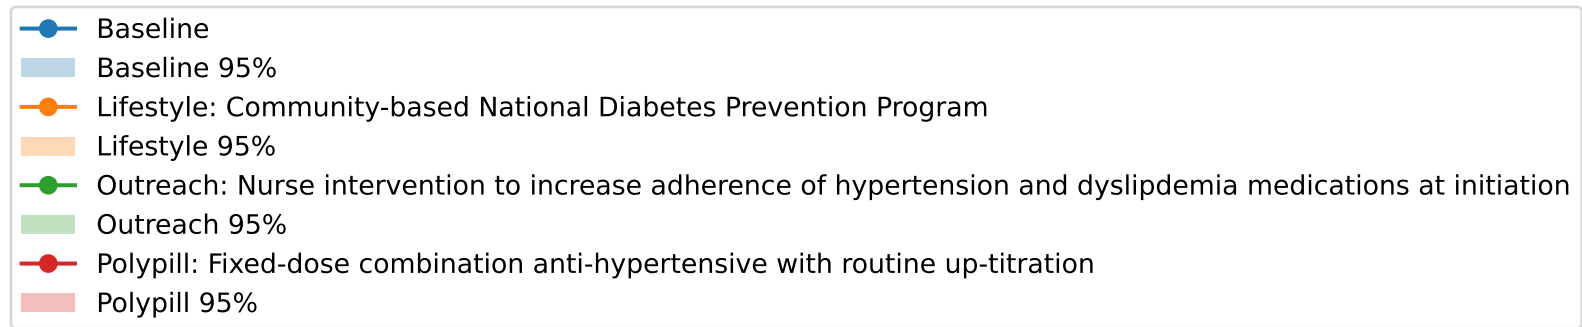 Baseline
Baseline 95%
Lifestyle: Community-based National Diabetes Prevention Program
Lifestyle 95%
Outreach: Nurse intervention to increase adherence of hypertension and dyslipdemia medications at initiation
Outreach 95%
Polypill: Fixed-dose combination anti-hypertensive with routine up-titration
Polypill 95%